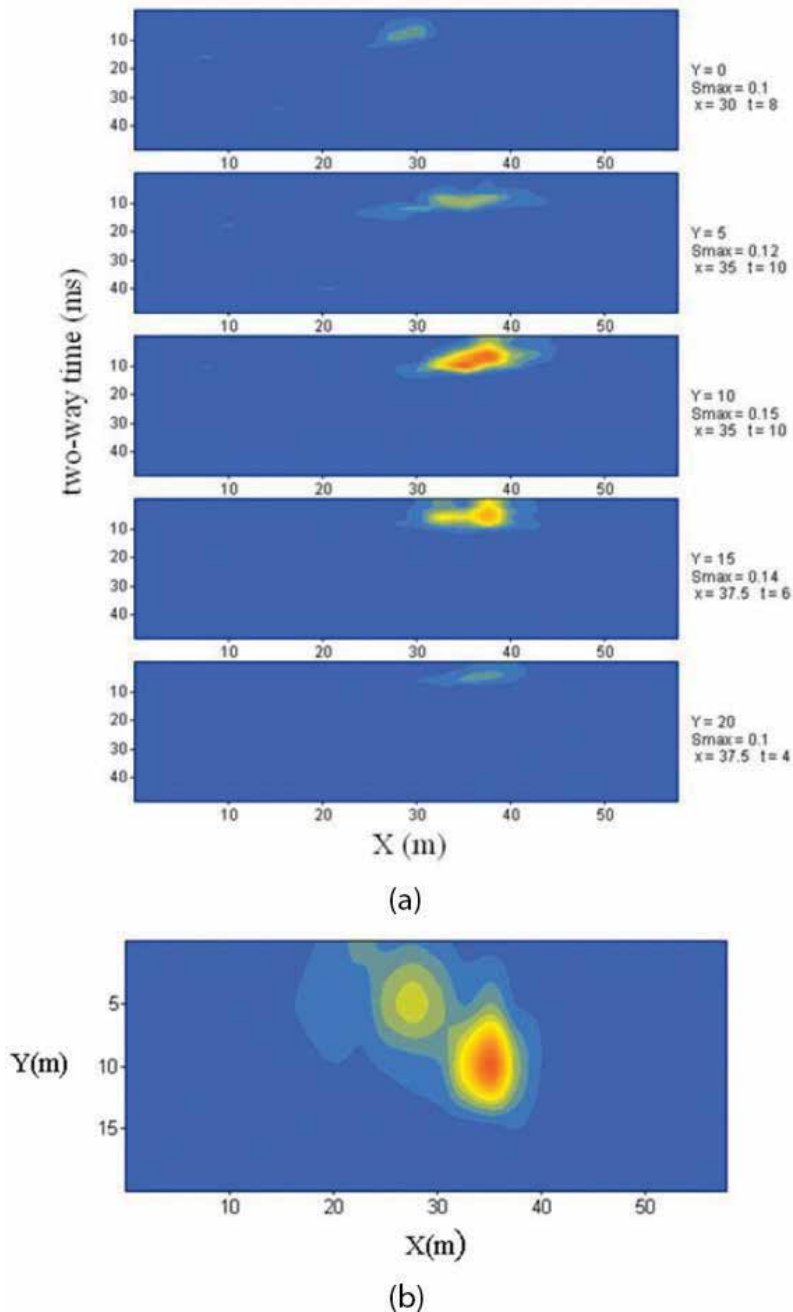 10
20
30
40
10 20 30 40 50
Y = 0
Smax = 0.1
x = 30 t = 8
10
20
30
40
10 20 30 40 50
Y = 5
Smax = 0.12
x = 35 t = 10
10
20
30
40
10 20 30 40 50
Y = 10
Smax = 0.15
x = 35 t = 10
10
20
30
40
10 20 30 40 50
Y = 15
Smax = 0.14
x = 37.5 t = 6
10
20
30
40
10 20 30 40 50
Y = 20
Smax = 0.1
x = 37.5 t = 4
two-way time (ms)
X (m)
(a)
5
10
15
Y(m)
10 20 30 40 50
X(m)
(b)